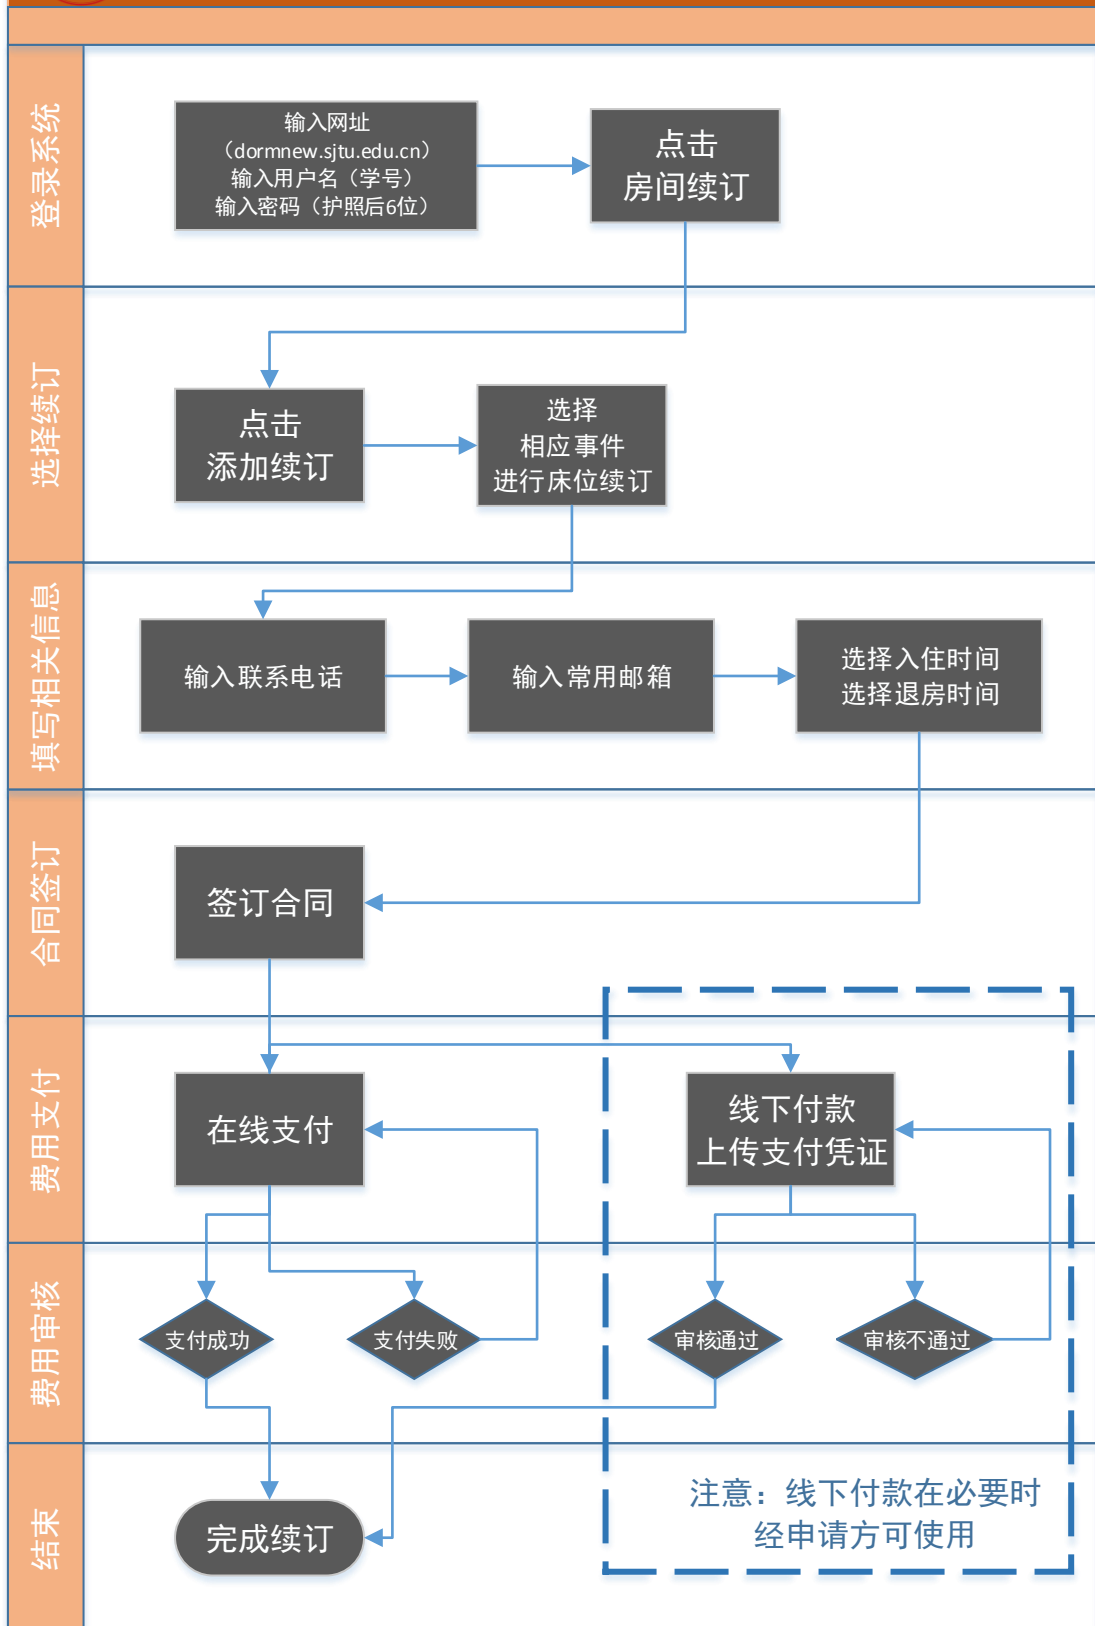 登录系统
输入网址
（dormnew.sjtu.edu.cn）
输入用户名（学号）
输入密码（护照后6位）
点击
房间续订
选择续订
点击
添加续订
选择
相应事件
进行床位续订
填写相关信息
输入联系电话
输入常用邮箱
选择入住时间
选择退房时间
合同签订
签订合同
费用支付
在线支付
线下付款
上传支付凭证
费用审核
支付成功
支付失败
审核通过
审核不通过
结束
完成续订
注意：线下付款在必要时
经申请方可使用